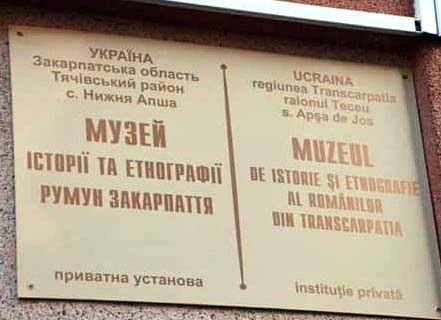 УКРАЇНА
Закарпатська область
Тячівський район
с. Нижня Апша
МУЗЕЙ
ІСТОРІЇ ТА ЕТНОГРАФІЇ
РУМУН ЗАКАРПАТТЯ
приватна установа
UCRAINA
regiunea Transcarpatia
raionul Teceu
s. Apşa de Jos
MUZEUL
DE ISTORIE ŞI ETNOGRAFIE
AL ROMÂNILOR
DIN TRANSCARPATIA
instituţie privată